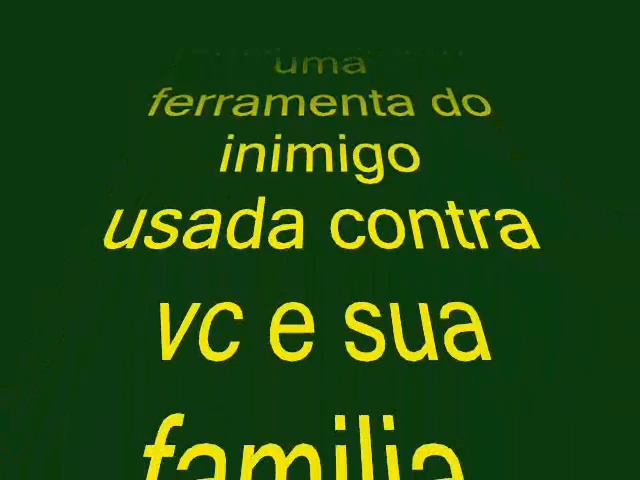 uma
ferramenta do
inimigo
usada contra
vc e sua
familia